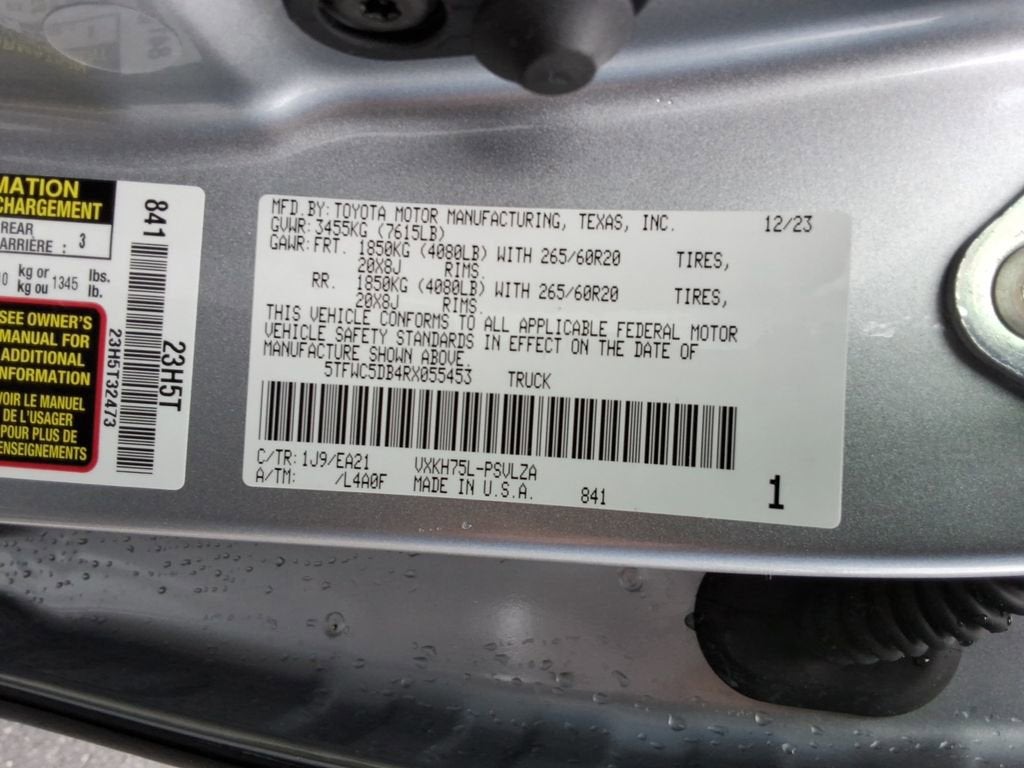 MATION
CHARGEMENT
REAR
ARRIÈRE : 3
kg or 1345 lbs.
kg ou lb.
SEE OWNER'S
MANUAL FOR
ADDITIONAL
INFORMATION
VOIR LE MANUEL
DE L'USAGER
POUR PLUS DE
ENSEIGNEMENTS
841
23H5T
23H5T32473
MFD.BY:TOYOTA MOTOR MANUFACTURING, TEXAS, INC. 12/23
GVWR:3455KG (7615LB)
GAWR:FRT. 1850KG (4080LB) WITH 265/60R20 TIRES,
20X8J RIMS.
RR. 1850KG (4080LB) WITH 265/60R20 TIRES,
20X8J RIMS.
THIS VEHICLE CONFORMS TO ALL APPLICABLE FEDERAL MOTOR
VEHICLE SAFETY STANDARDS IN EFFECT ON THE DATE OF
MANUFACTURE SHOWN ABOVE.
5TFWC5DB4RX055453 TRUCK
C/TR:1J9/EA21 VXKH75L-PSVLZA
A/TM: /L4A0F MADE IN U.S.A. 841 1